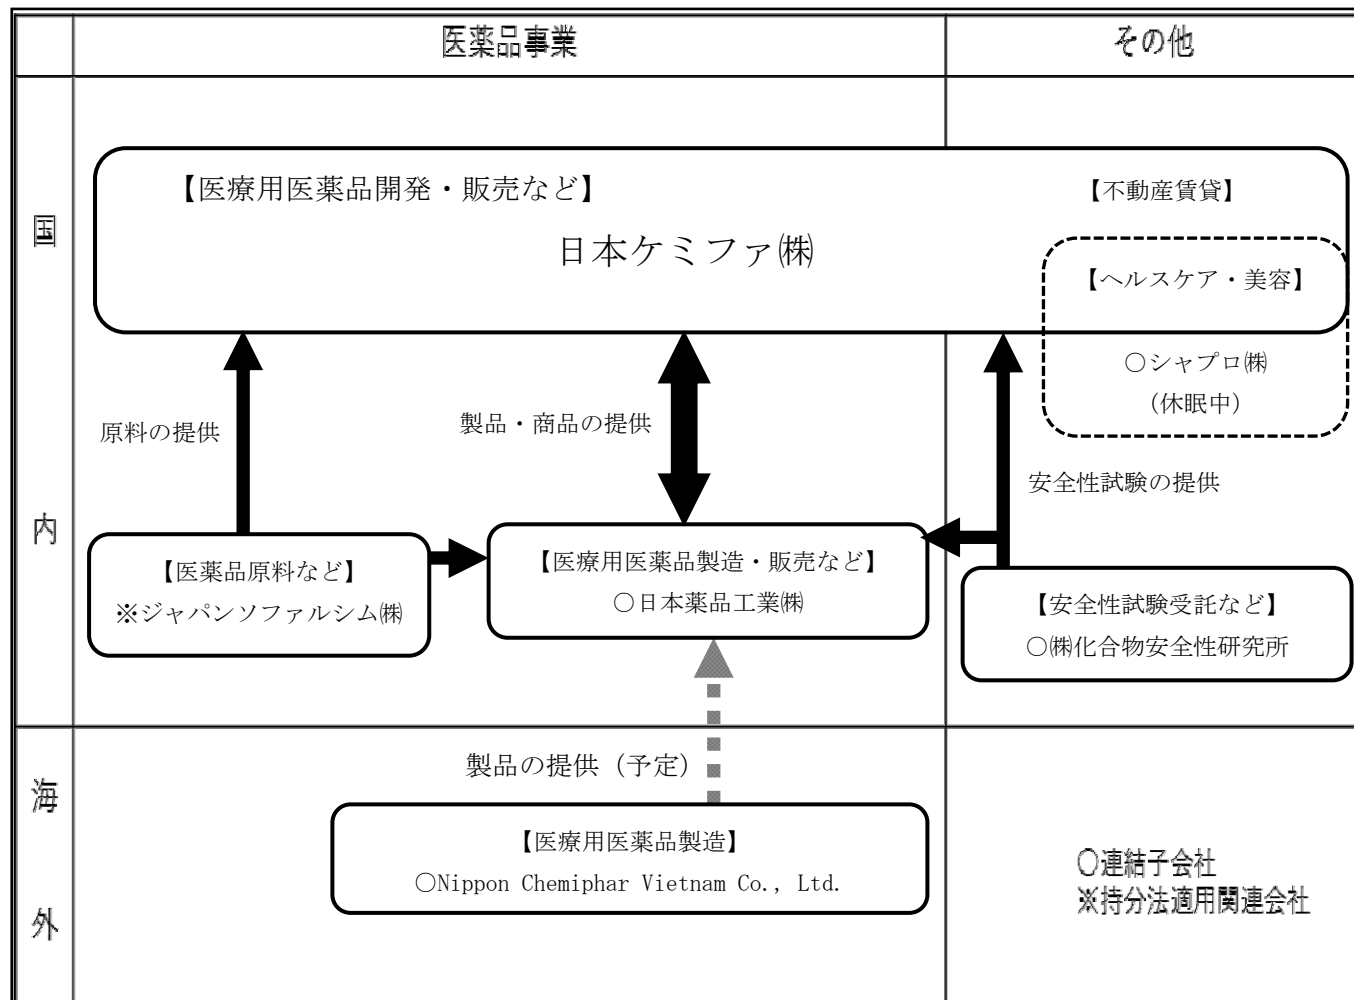 医薬品事業
その他
国
内
【医療用医薬品開発・販売など】
【不動産賃貸】
日本ケミファ㈱
【ヘルスケア・美容】
○シャプロ㈱
（休眠中）
原料の提供
製品・商品の提供
安全性試験の提供
【医薬品原料など】
※ジャパンソファルシム㈱
【医療用医薬品製造・販売など】
○日本薬品工業㈱
【安全性試験受託など】
○㈱化合物安全性研究所
海
外
製品の提供（予定）
【医療用医薬品製造】
○Nippon Chemiphar Vietnam Co., Ltd.
○連結子会社
※持分法適用関連会社